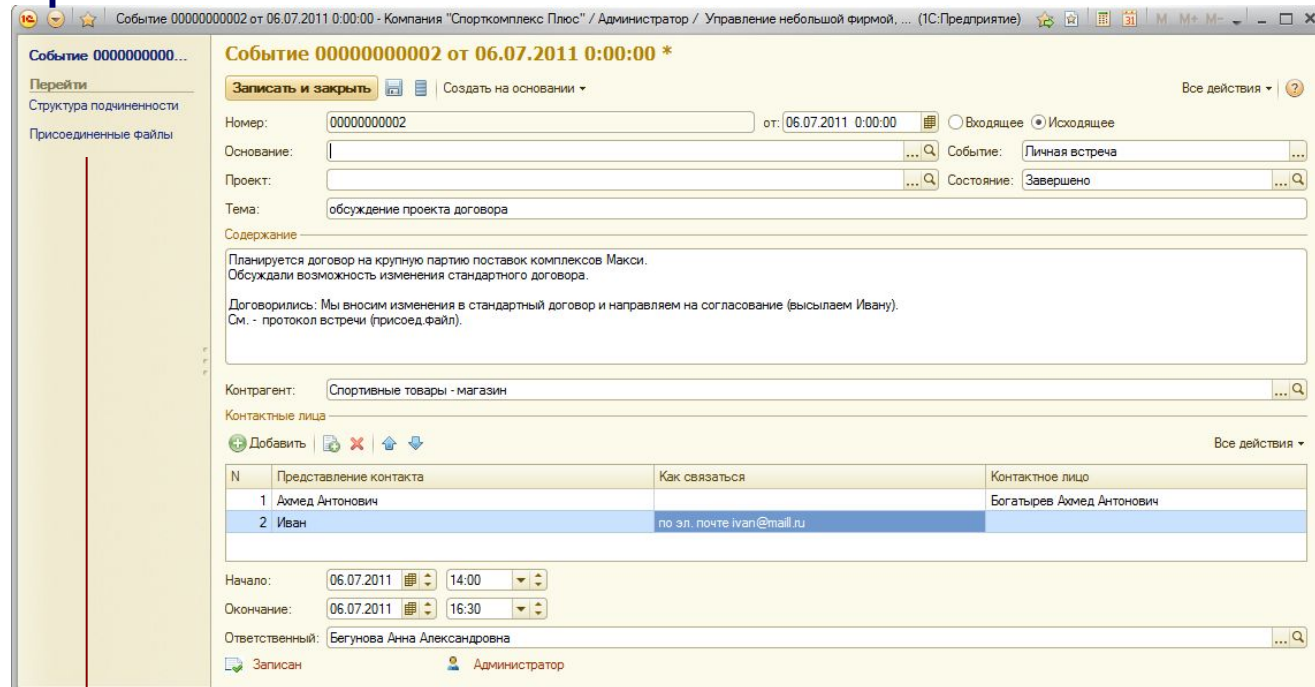 Событие 00000000002 от 06.07.2011 0:00:00 - Компания "Спорткомплекс Плюс" / Администратор / Управление небольшой фирмой, ... (1С:Предприятие) 31 M M+ M-
Событие 0000000000...
Перейти
Структура подчиненности
Присоединенные файлы
Событие 00000000002 от 06.07.2011 0:00:00 *
Записать и закрыть Создать на основании Все действия ?
Номер: 00000000002 от: 06.07.2011 0:00:00 Входящее Исходящее
Основание: ... Событие: Личная встреча ...
Проект: ... Состояние: Завершено ...
Тема: обсуждение проекта договора
Содержание
Планируется договор на крупную партию поставок комплексов Макси.
Обсуждали возможность изменения стандартного договора.
Договорились: Мы вносим изменения в стандартный договор и направляем на согласование (высылаем Ивану).
См. - протокол встречи (присоед.файл).
Контрагент: Спортивные товары - магазин ...
Контактные лица
Добавить Все действия
N Представление контакта Как связаться Контактное лицо
1 Ахмед Антонович Богатырев Ахмед Антонович
2 Иван по эл. почте ivan@maill.ru
Начало: 06.07.2011 14:00
Окончание: 06.07.2011 16:30
Ответственный: Бегунова Анна Александровна ...
Записан Администратор